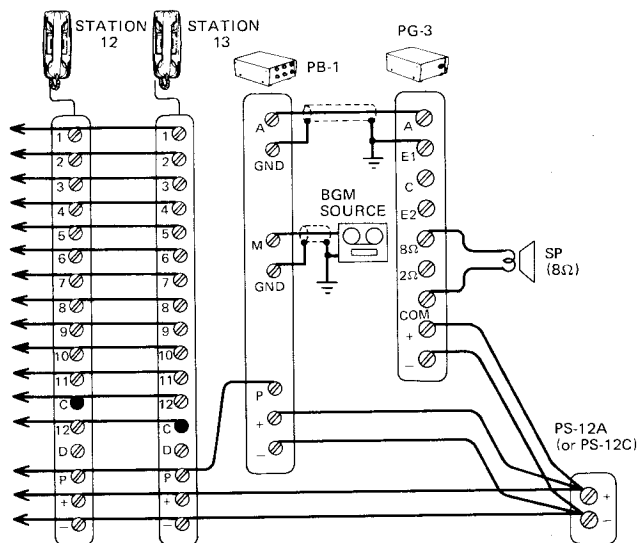 STATION
12
STATION
13
PB-1
PG-3
1
2
3
4
5
6
7
8
9
10
11
C
12
D
P
+
−
1
2
3
4
5
6
7
8
9
10
11
12
C
D
P
+
−
A
GND
M
GND
P
+
−
BGM
SOURCE
A
E1
C
E2
8Ω
2Ω
COM
+
−
SP
(8Ω)
PS-12A
(or PS-12C)
+
−